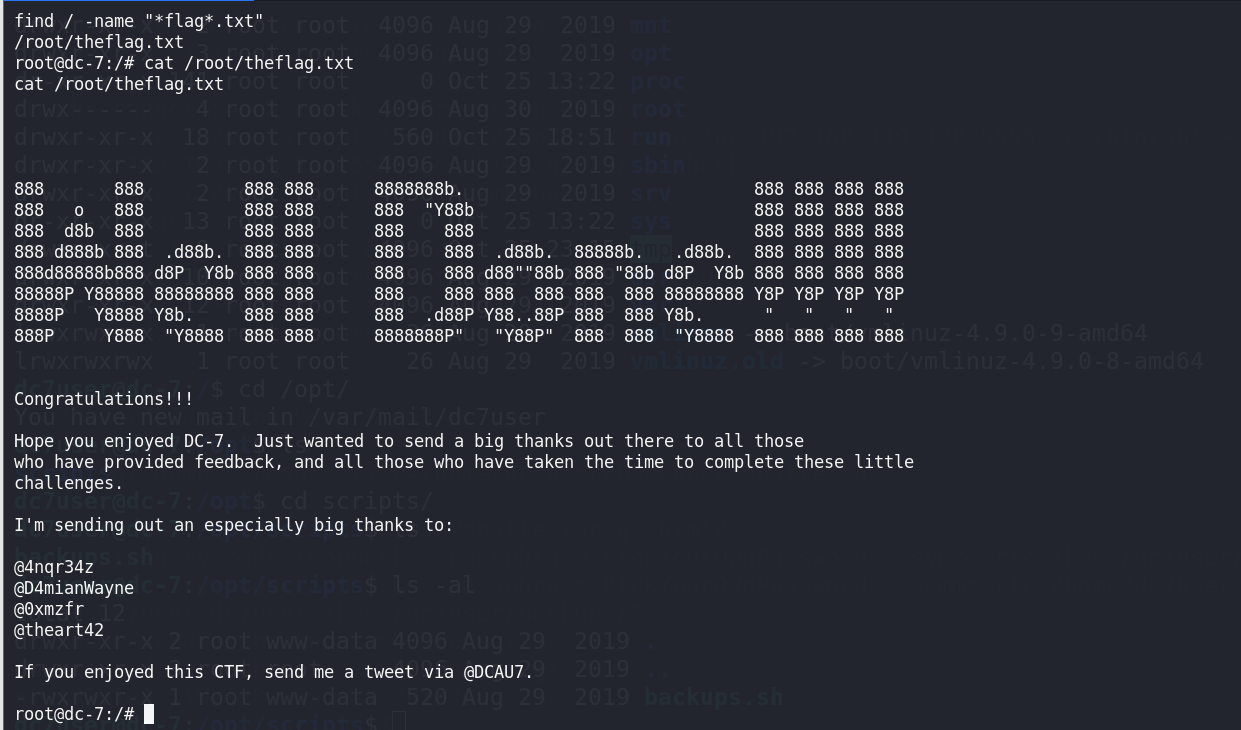 find / -name "*flag*.txt"
/root/theflag.txt
root@dc-7:/# cat /root/theflag.txt
cat /root/theflag.txt
888       888          888 888      8888888b.                             888 888 888 888
888   o   888          888 888      888  "Y88b                            888 888 888 888
888  d8b  888          888 888      888    888                            888 888 888 888
888 d888b 888  .d88b.  888 888      888    888  .d88b.  88888b.   .d88b.  888 888 888 888
888d88888b888 d8P  Y8b 888 888      888    888 d88""88b 888 "88b d8P  Y8b 888 888 888 888
88888P Y88888 88888888 888 888      888    888 888  888 888  888 88888888 Y8P Y8P Y8P Y8P
8888P   Y8888 Y8b.     888 888      888  .d88P Y88..88P 888  888 Y8b.      "   "   "   "
888P     Y888  "Y8888  888 888      8888888P"   "Y88P"  888  888  "Y8888  888 888 888 888
Congratulations!!!
Hope you enjoyed DC-7.  Just wanted to send a big thanks out there to all those
who have provided feedback, and all those who have taken the time to complete these little
challenges.
I'm sending out an especially big thanks to:
@4nqr34z
@D4mianWayne
@0xmzfr
@theart42
If you enjoyed this CTF, send me a tweet via @DCAU7.
root@dc-7:/#